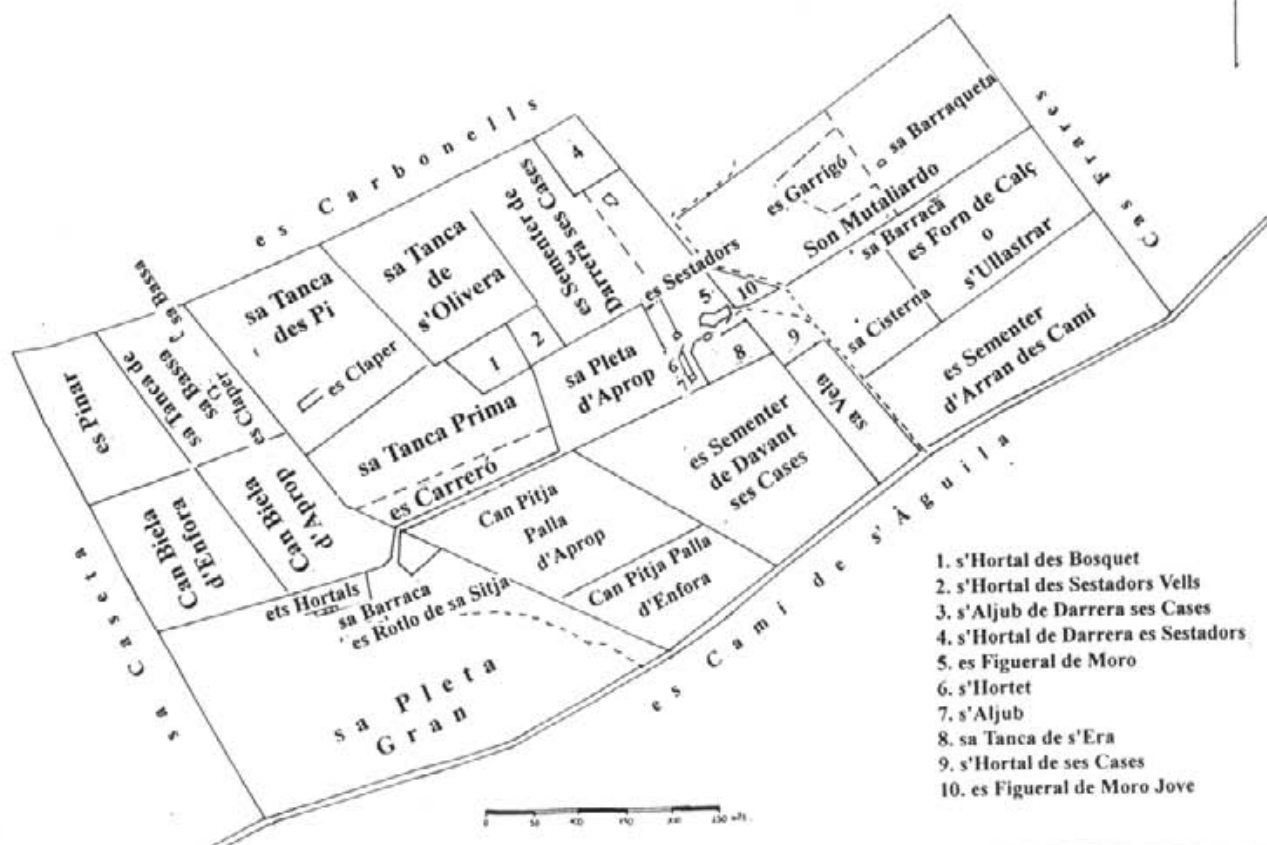 es Carbonells
Cas Frares
sa Caseta
es Camí de s'Àguila
4
es Sementer de
Darrera ses Cases
3
sa Tanca
de
s'Olivera
sa Tanca
des Pi
es Claper
sa Bassa
sa Tanca de
sa Bassa
es Claper
es Pinar
Can Biela
d'Enfora
Can Biela
d'Aprop
sa Tanca Prima
es Carreró
1
2
sa Pleta
d'Aprop
es Sestadors
5
10
6
7
8
9
es Garrigó
sa Barraqueta
Son Mutaliardo
sa Barraca
es Forn de Calç
o
s'Ullastrar
sa Cisterna
es Sementer
d'Arran des Camí
sa Vela
es Sementer
de Davant
ses Cases
Can Pitja
Palla
d'Aprop
Can Pitja Palla
d'Enfora
ets Hortals
sa Barraca
es Rotlo de sa Sitja
sa Pleta
Gran
1. s'Hortal des Bosquet
2. s'Hortal des Sestadors Vells
3. s'Aljub de Darrera ses Cases
4. s'Hortal de Darrera es Sestadors
5. es Figueral de Moro
6. s'Hortet
7. s'Aljub
8. sa Tanca de s'Era
9. s'Hortal de ses Cases
10. es Figueral de Moro Jove
0 50